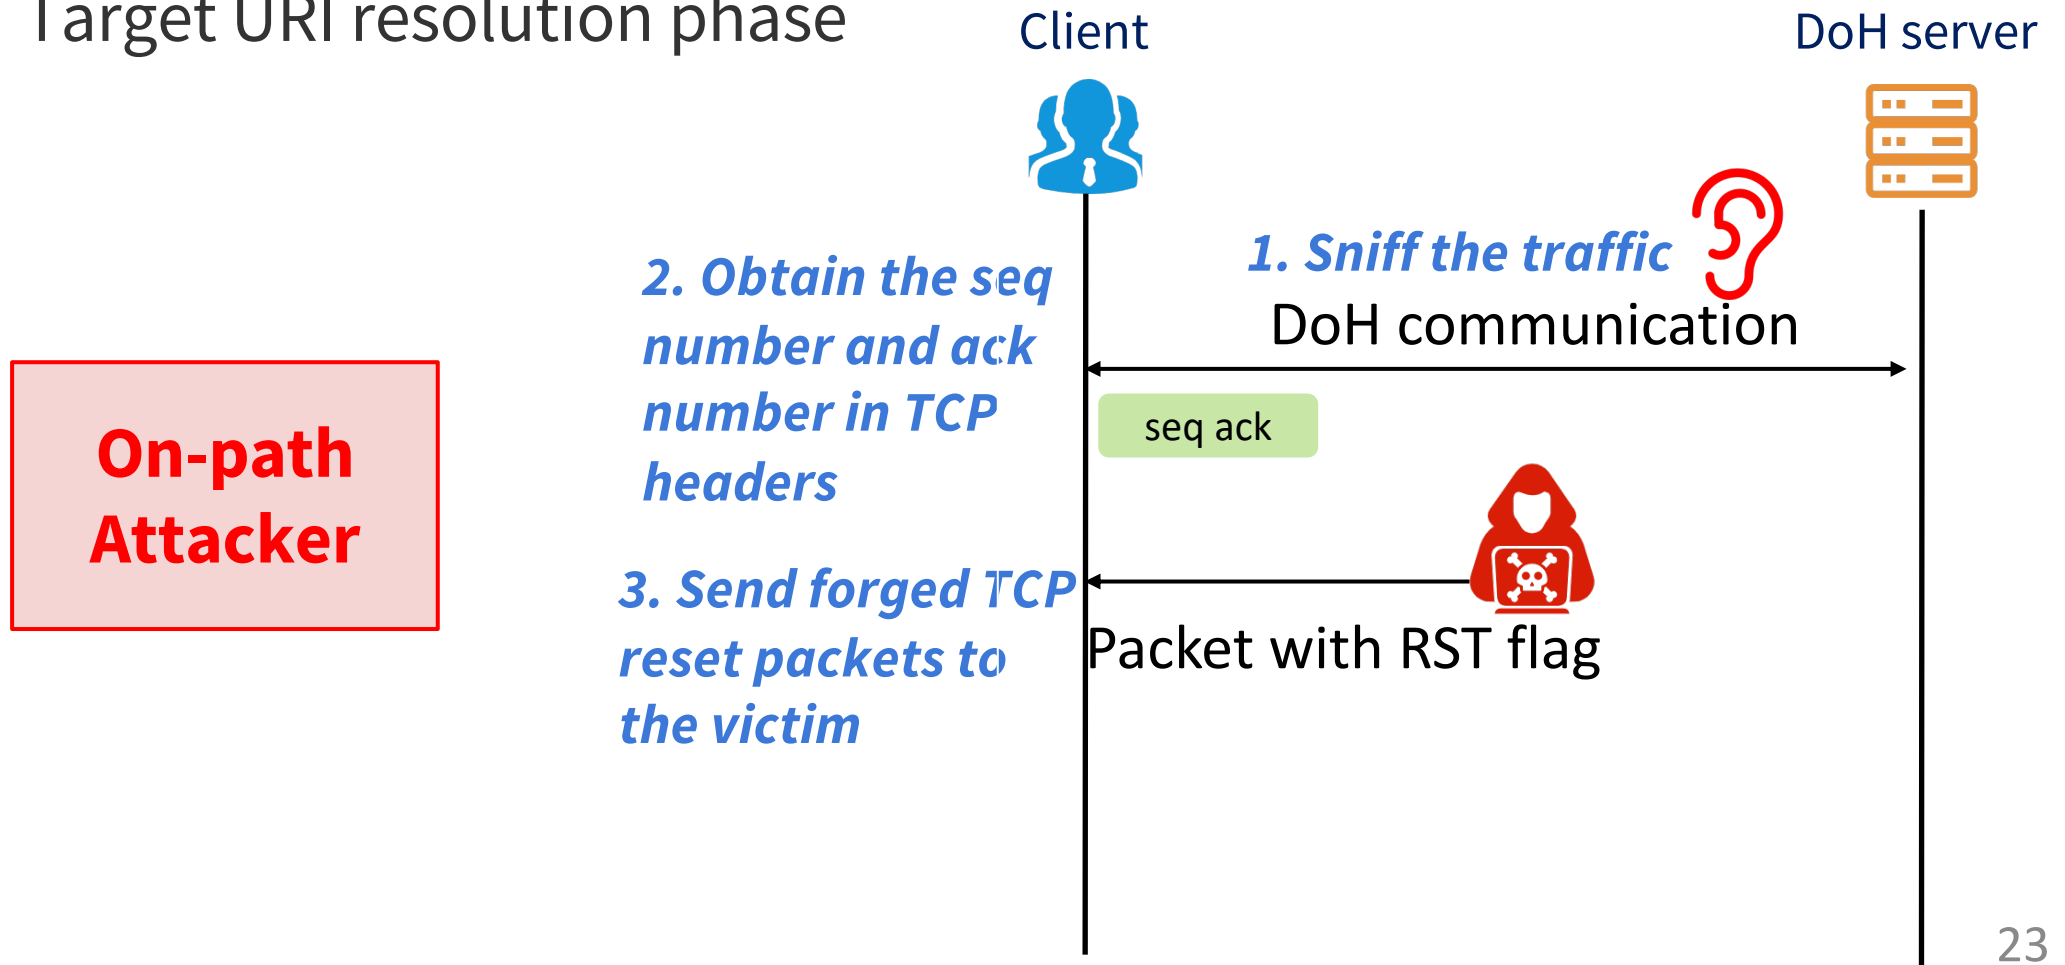 Target URI resolution phase
Client
DoH server
1. Sniff the traffic
DoH communication
2. Obtain the seq
number and ack
number in TCP
headers
seq ack
On-path
Attacker
3. Send forged TCP
reset packets to
the victim
Packet with RST flag
23